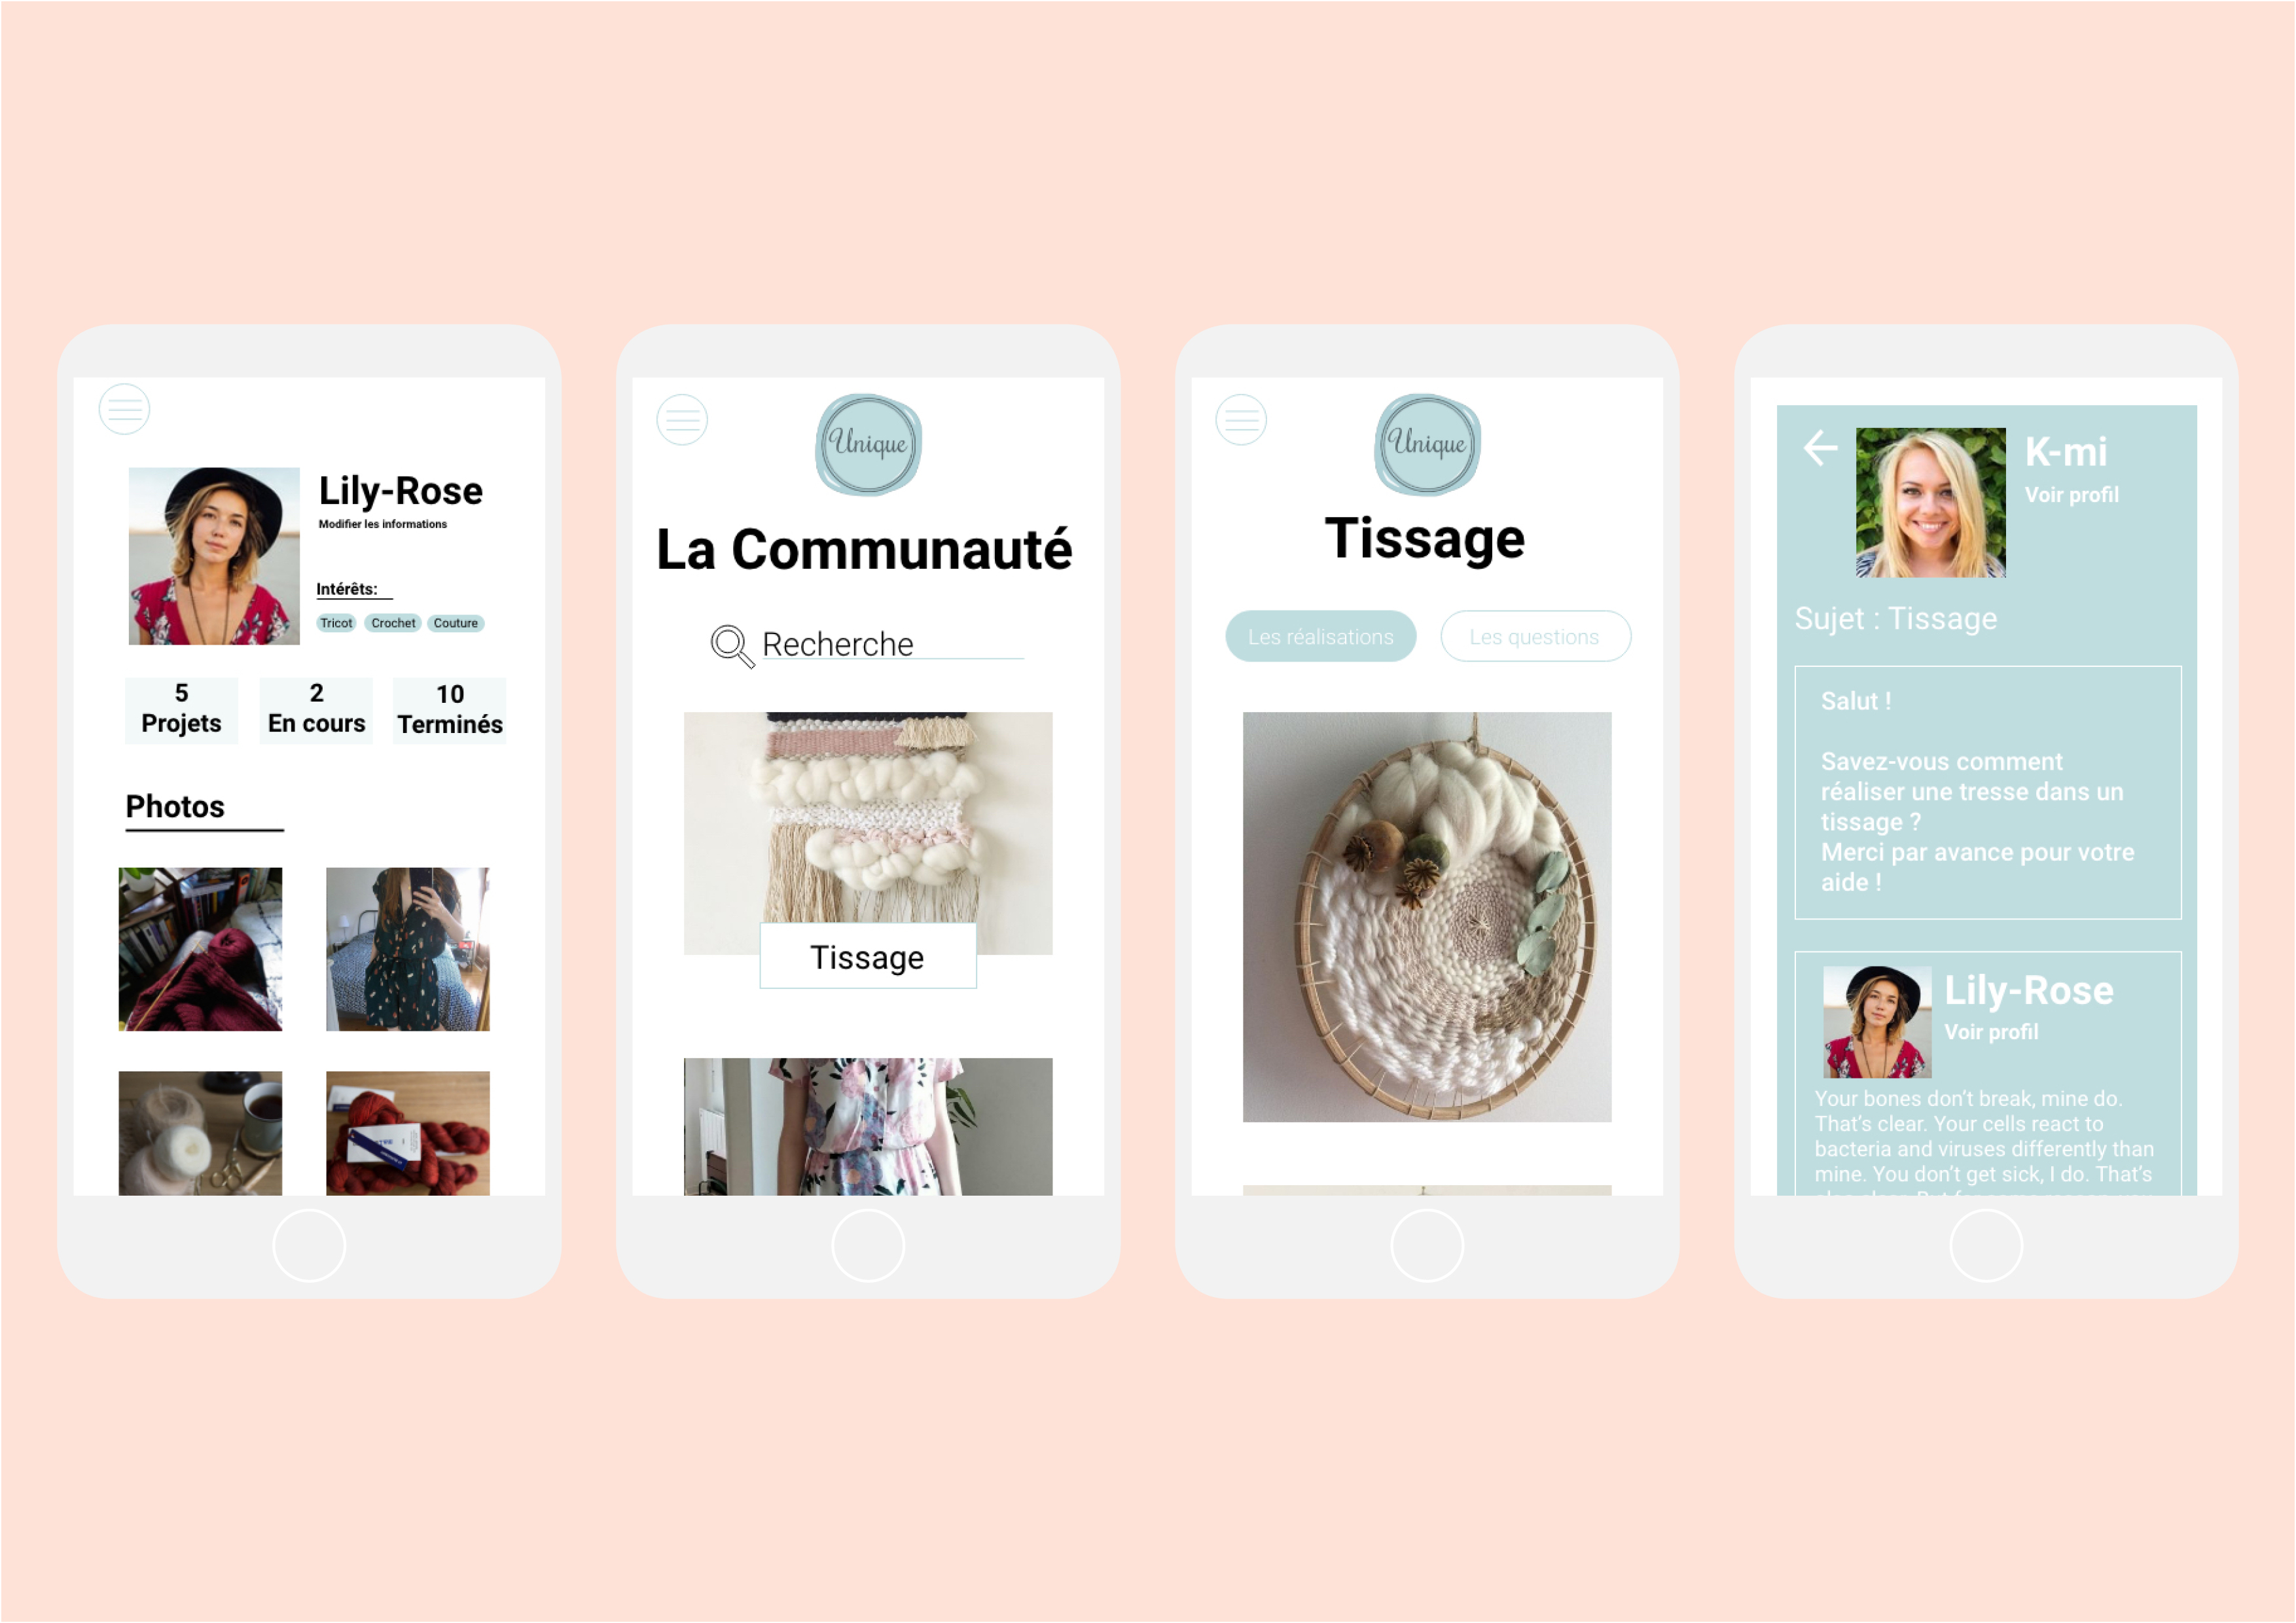 Lily-Rose
Modifier les informations
Intérêts:
Tricot Crochet Couture
5 2 10
Projets En cours Terminés
Photos
Unique
La Communauté
Recherche
Tissage
Unique
Tissage
Les réalisations Les questions
K-mi
Voir profil
Sujet : Tissage
Salut !
Savez-vous comment
réaliser une tresse dans un
tissage ?
Merci par avance pour votre
aide !
Lily-Rose
Voir profil
Your bones don't break, mine do.
That's clear. Your cells react to
bacteria and viruses differently than
mine. You don't get sick, I do. That's